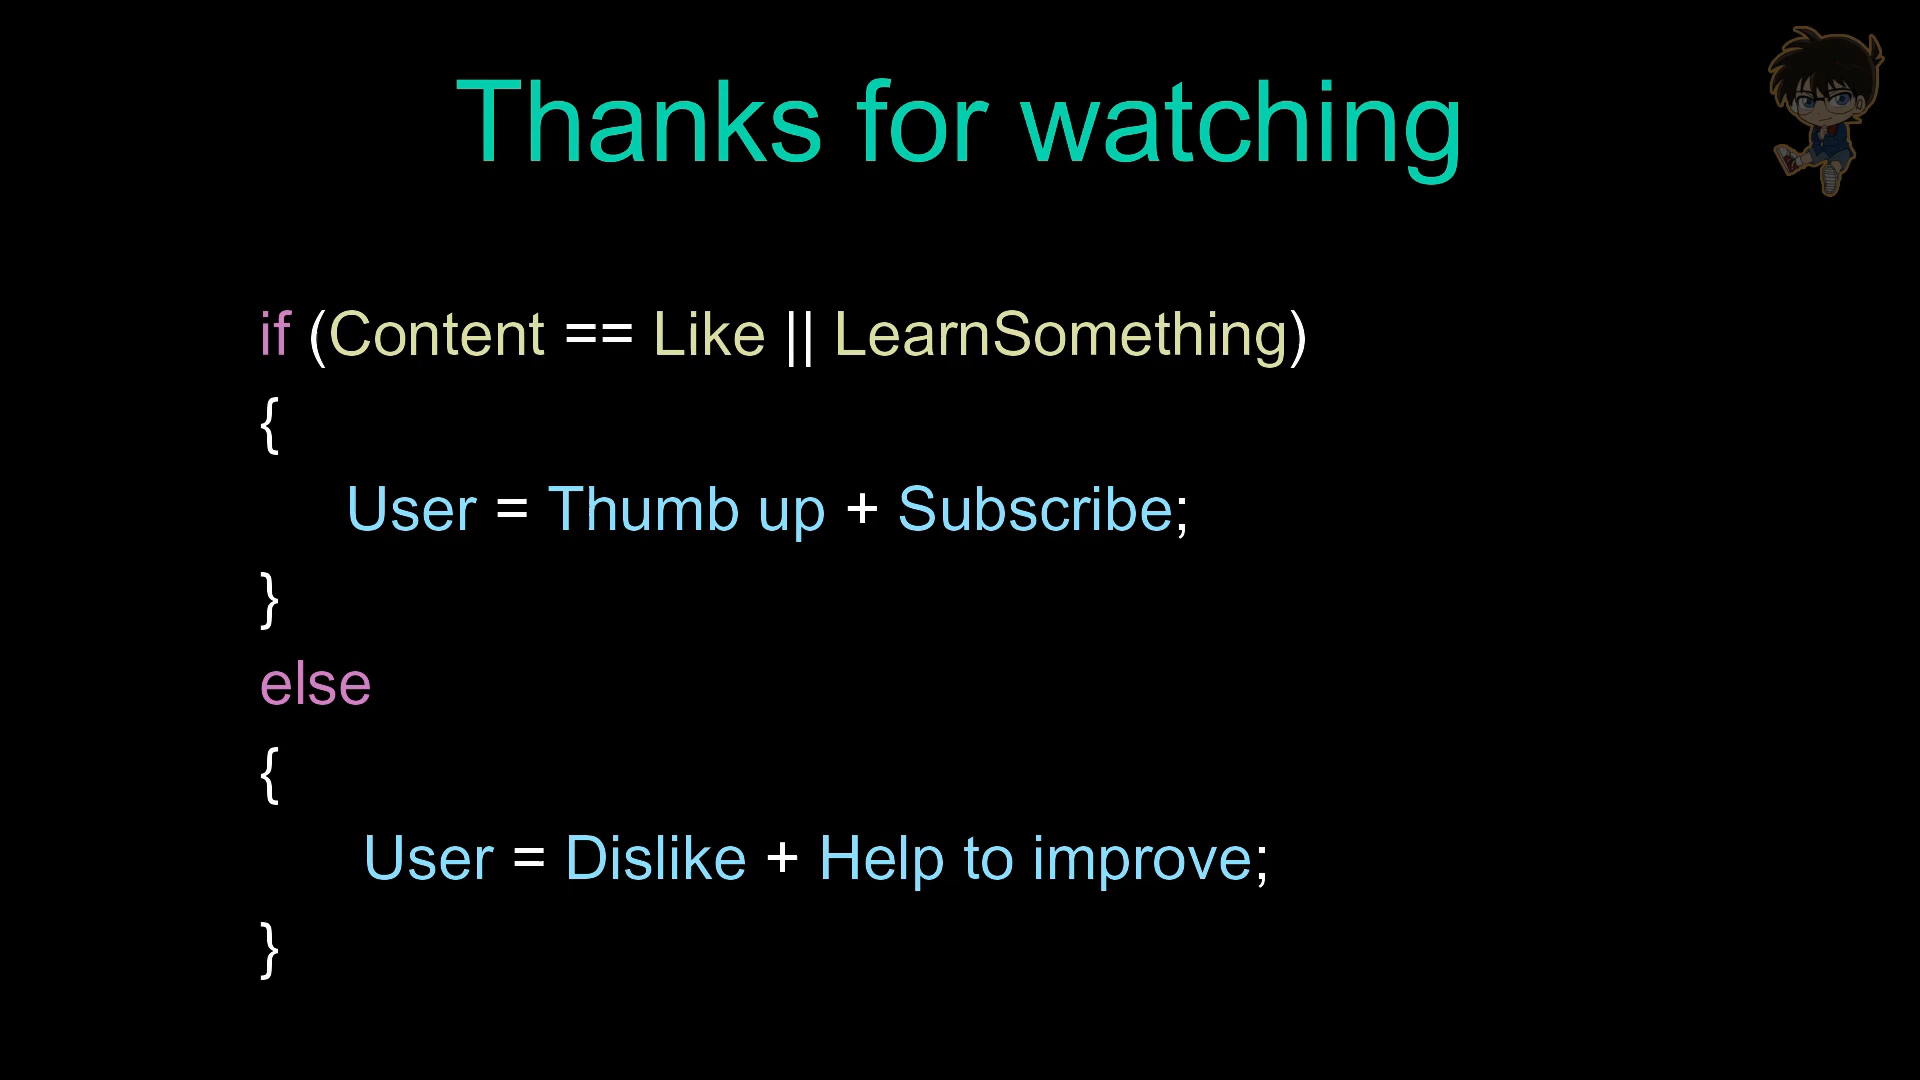 Thanks for watching
if (Content == Like || LearnSomething)
{
User = Thumb up + Subscribe;
}
else
{
User = Dislike + Help to improve;
}